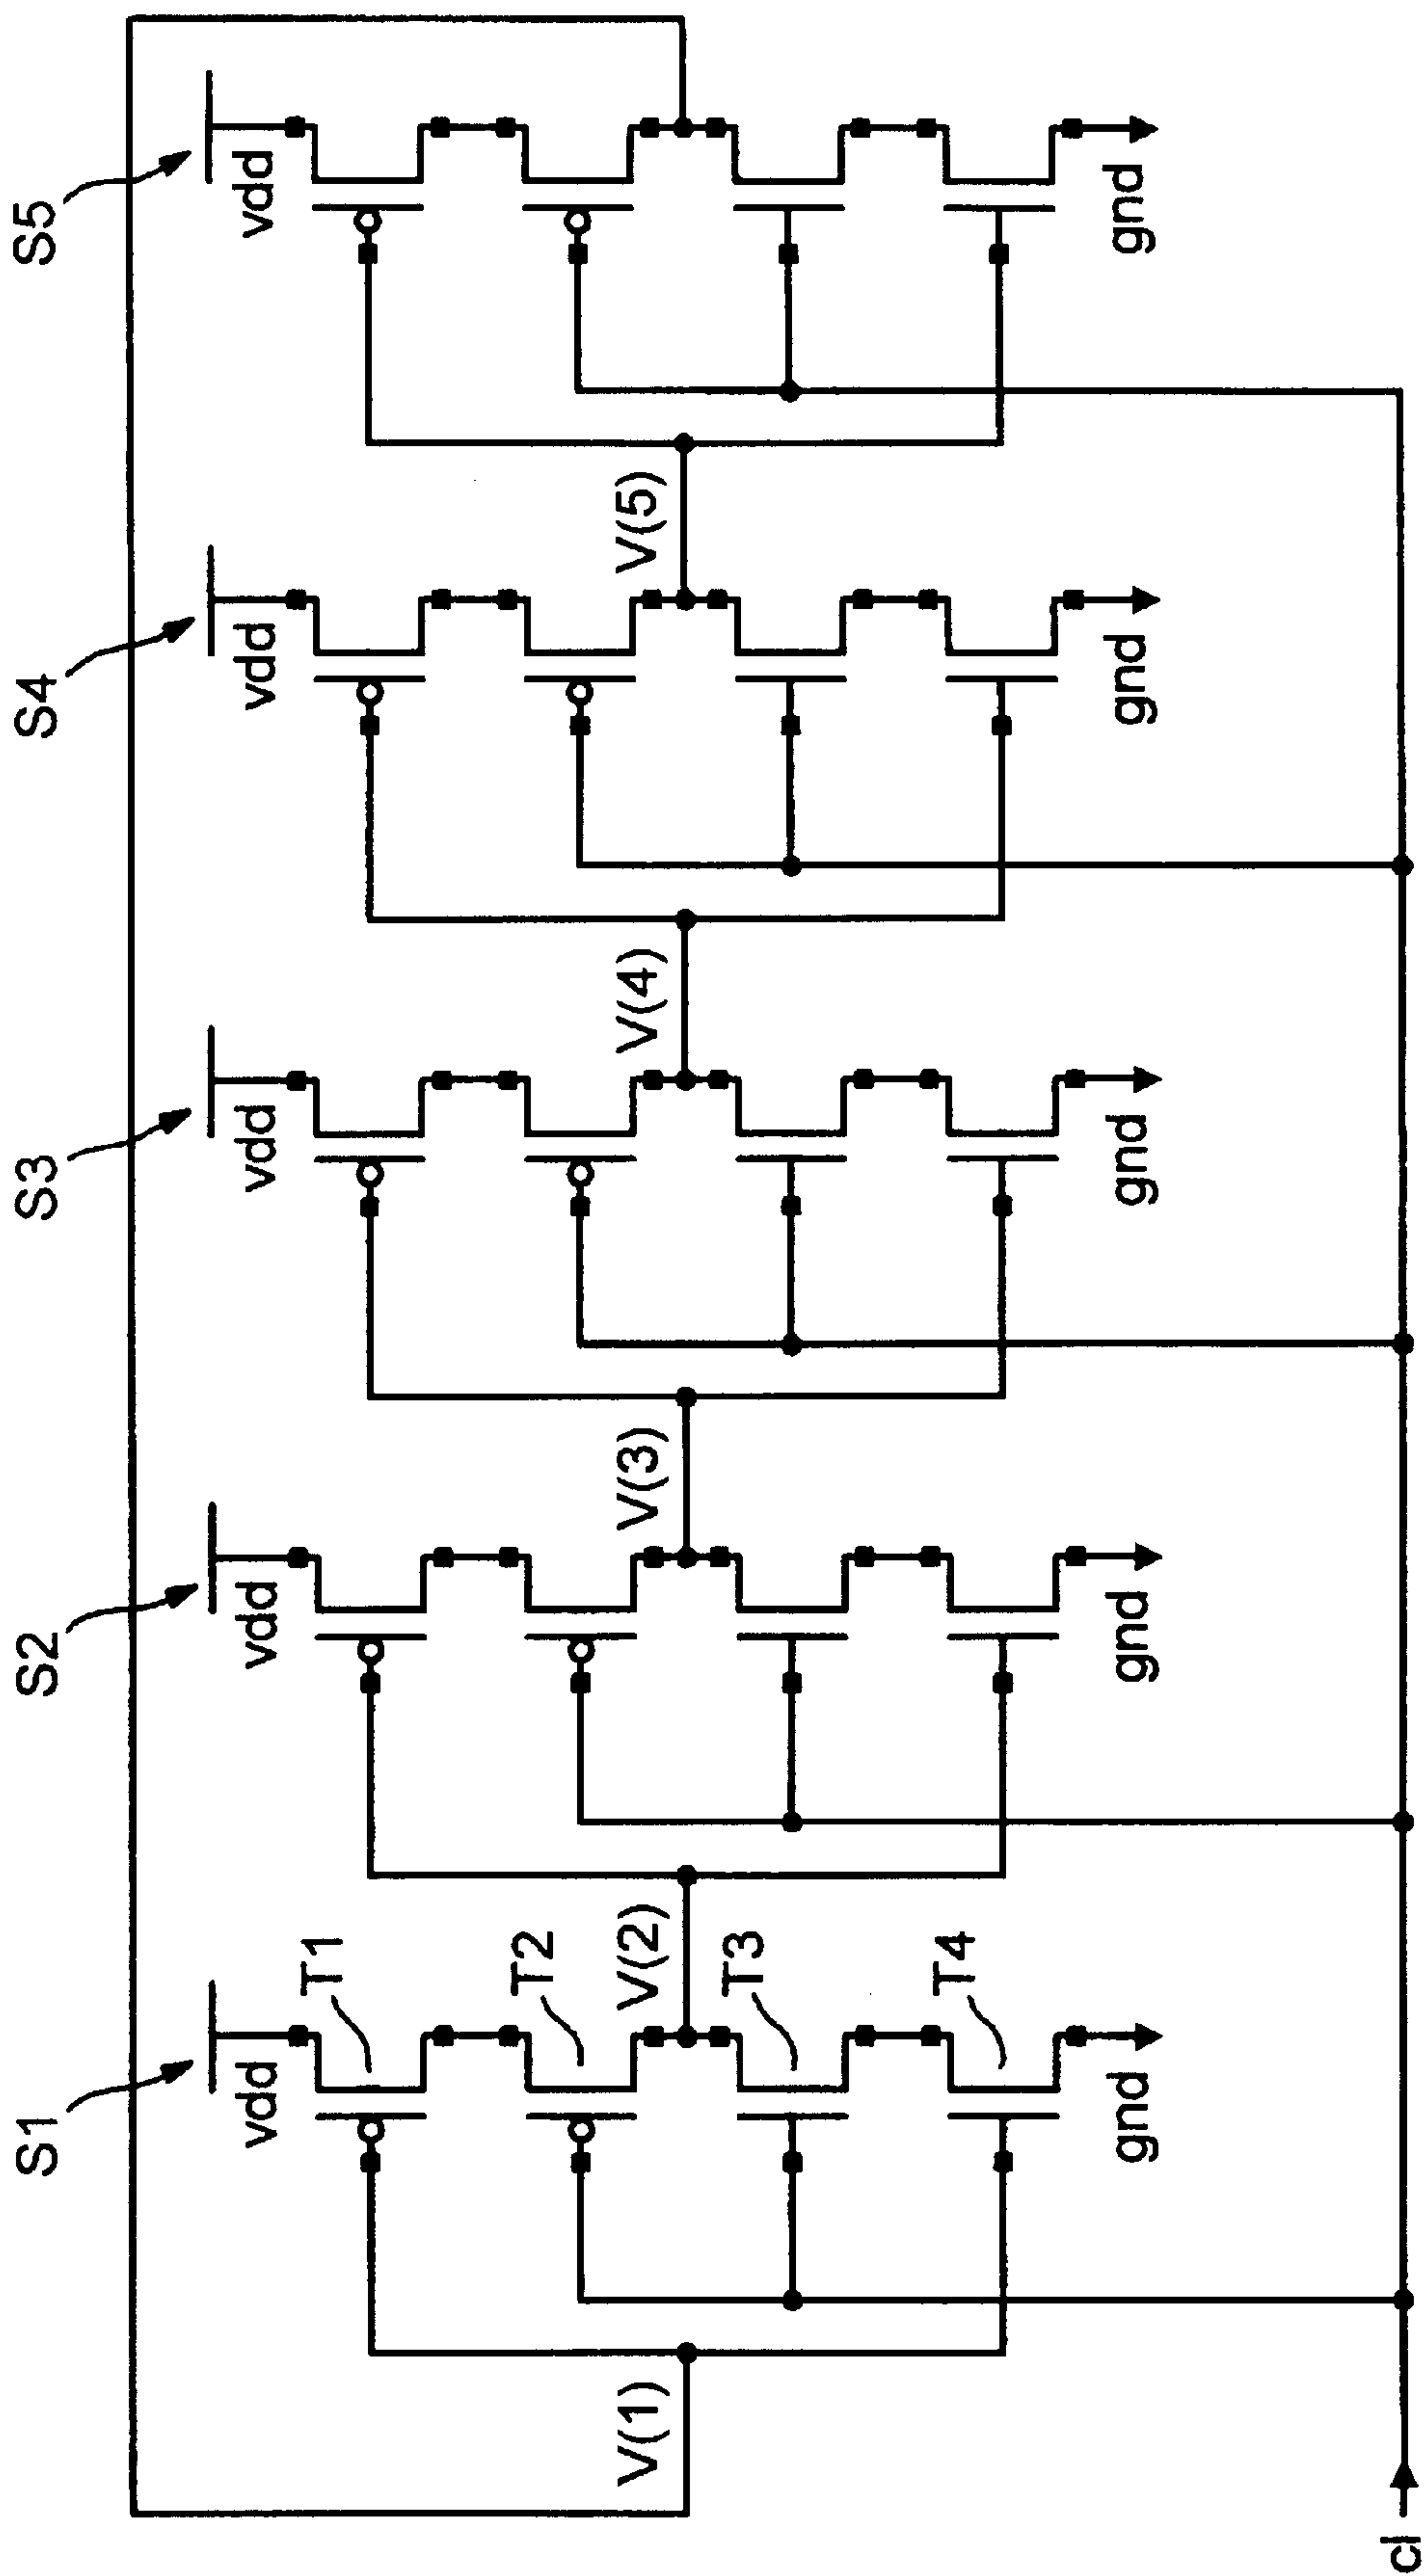 S1
S2
S3
S4
S5
vdd
vdd
vdd
vdd
vdd
T1
T2
V(1)
V(2)
V(3)
V(4)
V(5)
T3
T4
gnd
gnd
gnd
gnd
gnd
cl